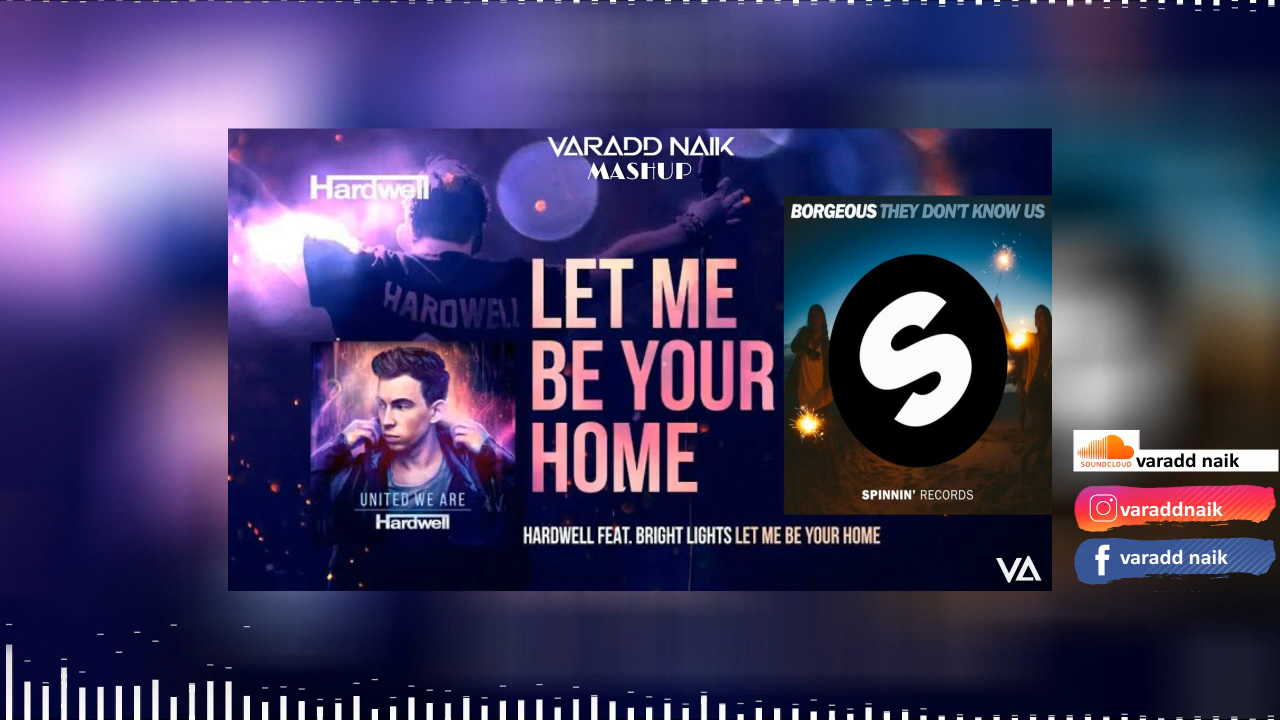 VARADD NAIK
MASHUP
Hardwell
HARDWELL
LET ME
BE YOUR
HOME
UNITED WE ARE
Hardwell
HARDWELL FEAT. BRIGHT LIGHTS LET ME BE YOUR HOME
BORGEOUS THEY DON'T KNOW US
S
SPINNIN' RECORDS
VA
SOUNDCLOUD
varadd naik
varaddnaik
f
varadd naik